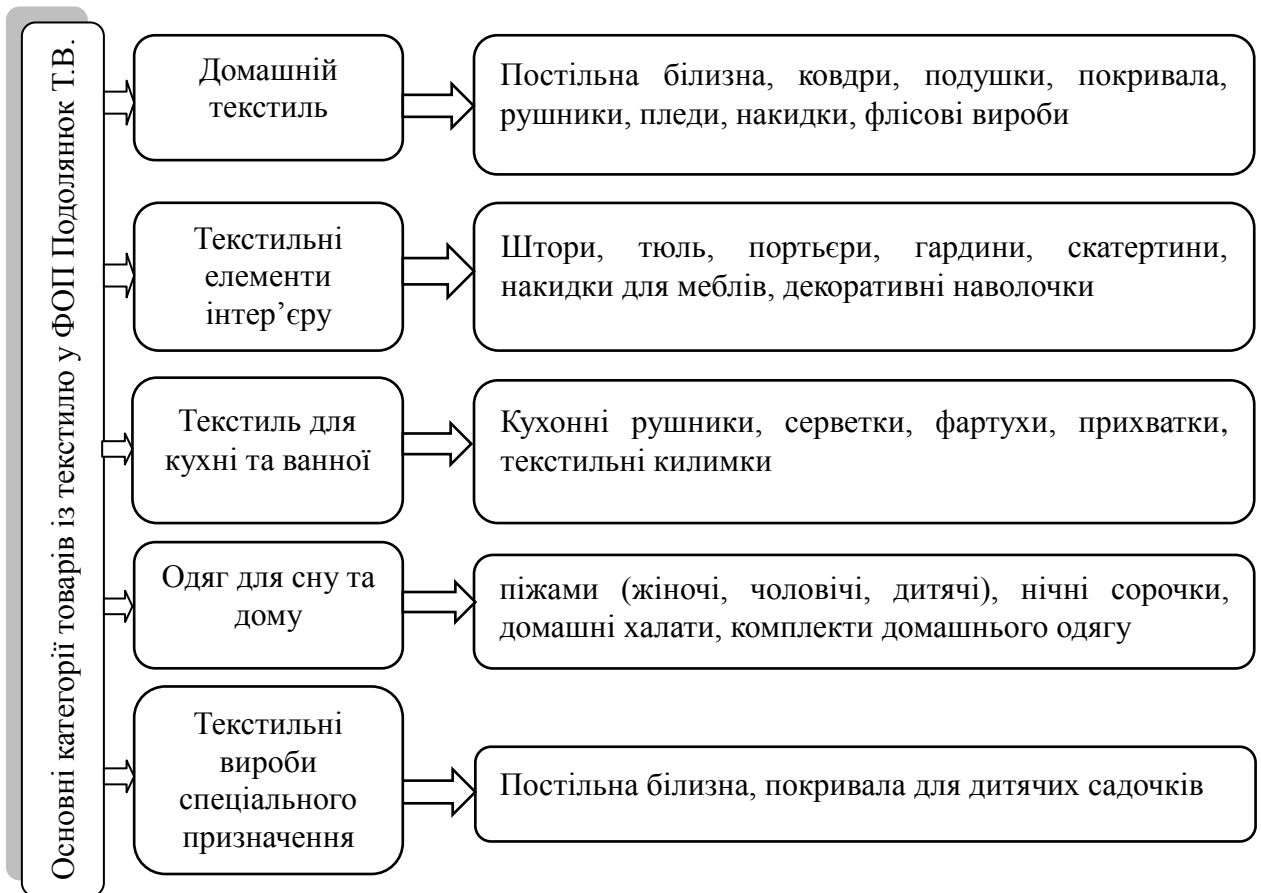 Основні категорії товарів із текстилю у ФОП Подолянюк Т.В.
Домашній
текстиль
Постільна білизна, ковдри, подушки, покривала,
рушники, пледи, накидки, флісові вироби
Текстильні
елементи
інтер’єру
Штори, тюль, портьєри, гардини, скатертини,
накидки для меблів, декоративні наволочки
Текстиль для
кухні та ванної
Кухонні рушники, серветки, фартухи, прихватки,
текстильні килимки
Одяг для сну та
дому
піжами (жіночі, чоловічі, дитячі), нічні сорочки,
домашні халати, комплекти домашнього одягу
Текстильні
вироби
спеціального
призначення
Постільна білизна, покривала для дитячих садочків